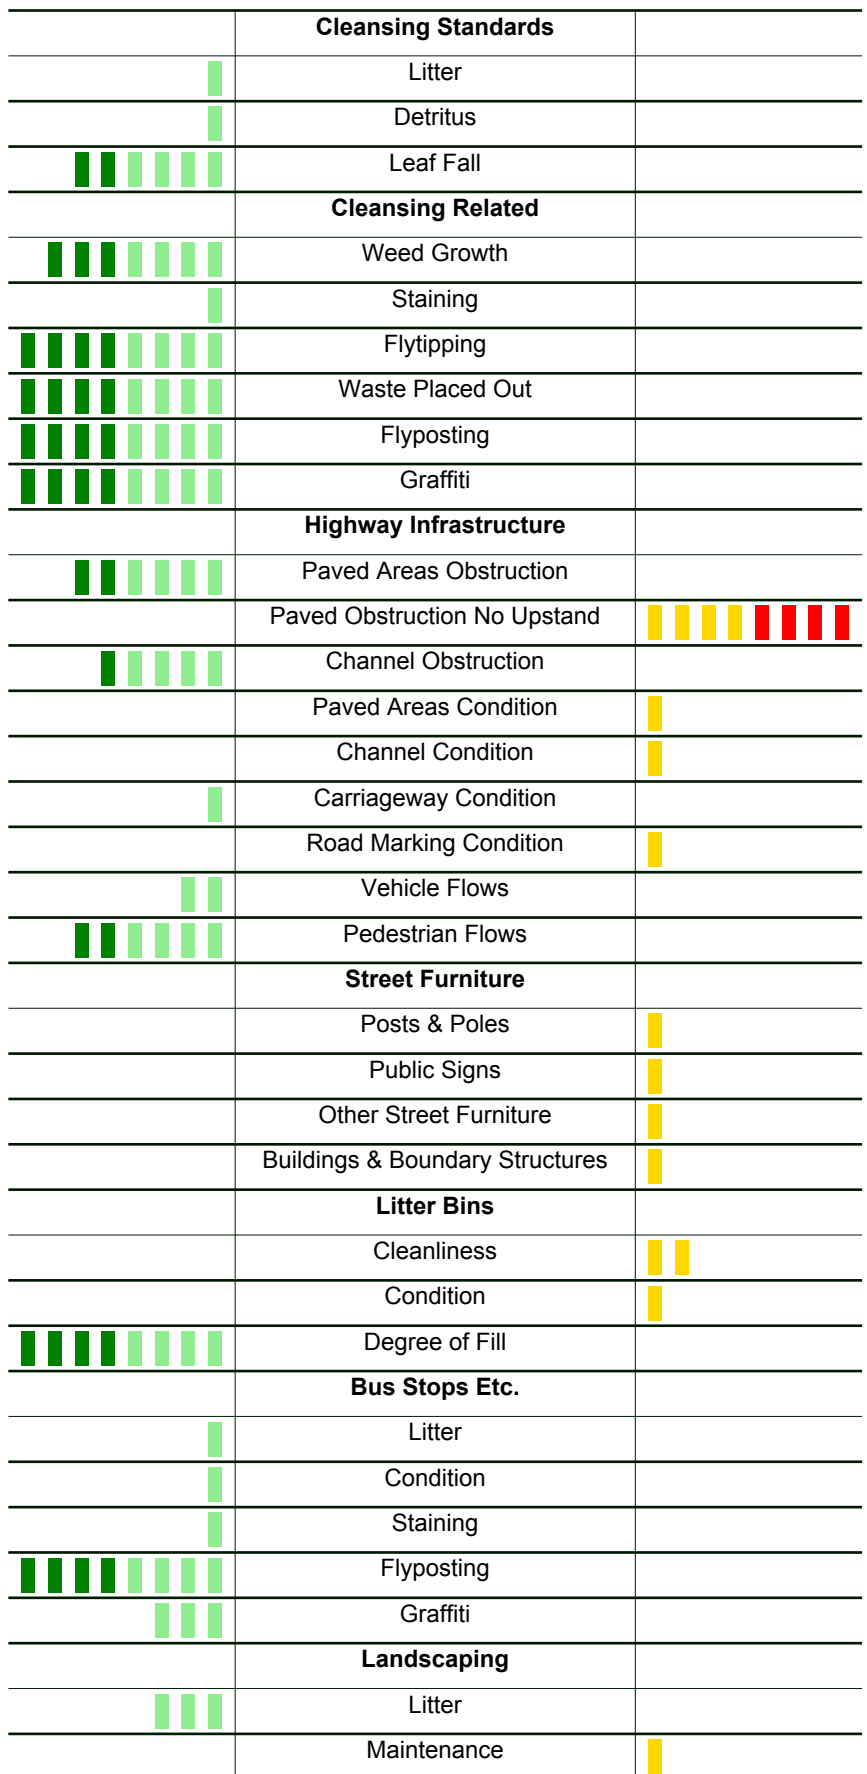 Cleansing Standards
Litter
Detritus
Leaf Fall
Cleansing Related
Weed Growth
Staining
Flytipping
Waste Placed Out
Flyposting
Graffiti
Highway Infrastructure
Paved Areas Obstruction
Paved Obstruction No Upstand
Channel Obstruction
Paved Areas Condition
Channel Condition
Carriageway Condition
Road Marking Condition
Vehicle Flows
Pedestrian Flows
Street Furniture
Posts & Poles
Public Signs
Other Street Furniture
Buildings & Boundary Structures
Litter Bins
Cleanliness
Condition
Degree of Fill
Bus Stops Etc.
Litter
Condition
Staining
Flyposting
Graffiti
Landscaping
Litter
Maintenance